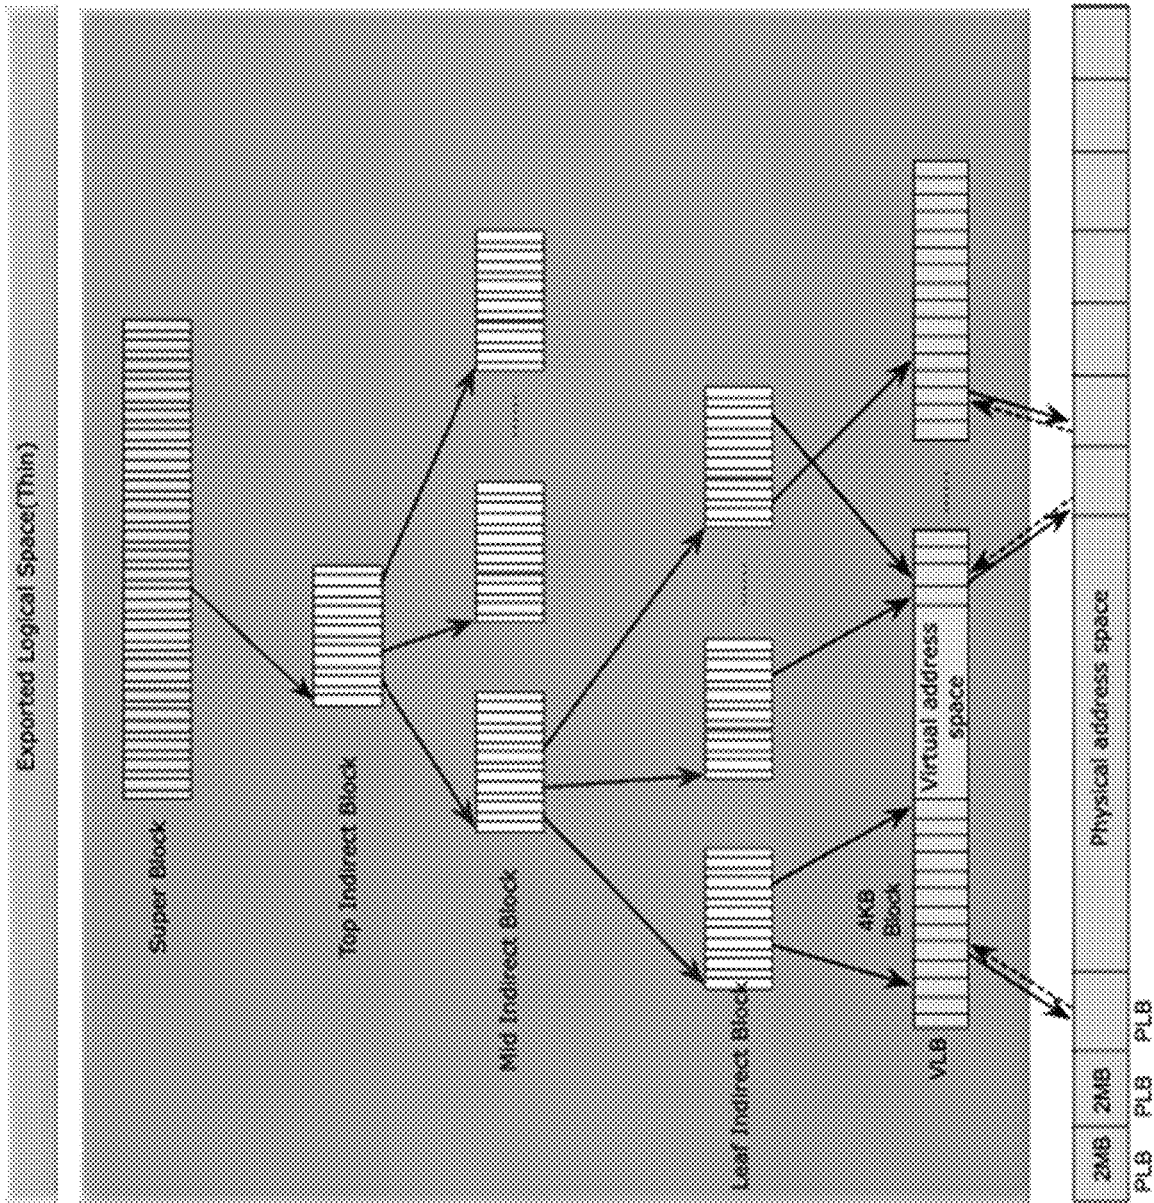 Exported Logical Space(Thin)
Super Block
Top Indirect Block
Mid Indirect Block
Leaf Indirect Block
4KB
Block
VLB
Virtual address
space
.......
2MB
2MB
Physical address space
PLB
PLB
PLB